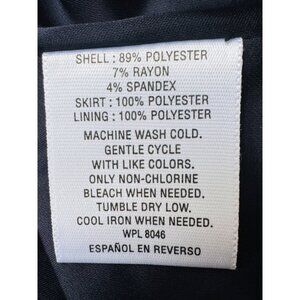 SHELL : 89% POLYESTER
7% RAYON
4% SPANDEX
SKIRT : 100% POLYESTER
LINING : 100% POLYESTER
MACHINE WASH COLD.
GENTLE CYCLE
WITH LIKE COLORS.
ONLY NON-CHLORINE
BLEACH WHEN NEEDED.
TUMBLE DRY LOW.
COOL IRON WHEN NEEDED.
WPL 8046
ESPAÑOL EN REVERSO